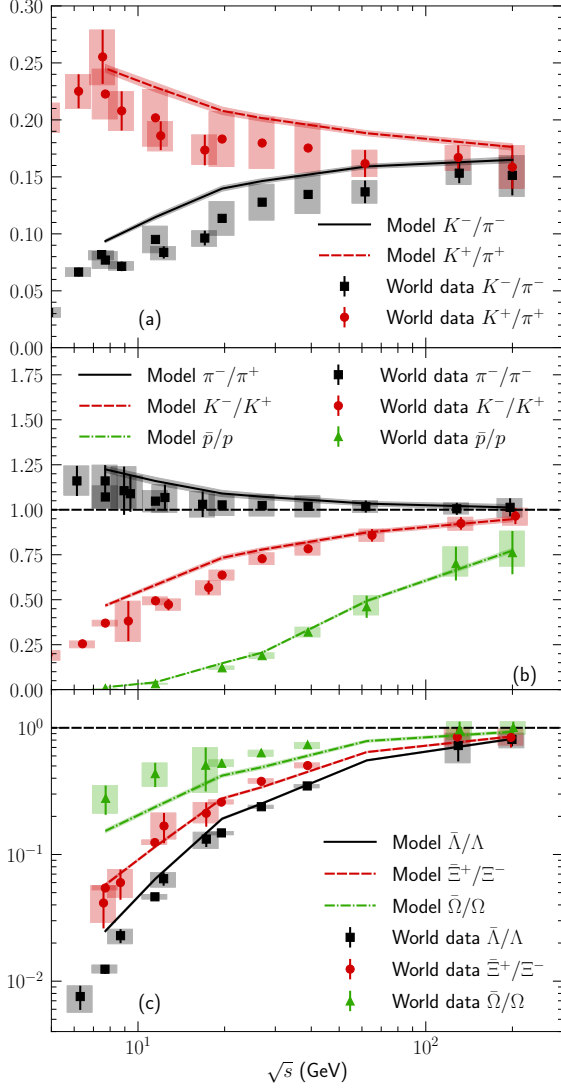 0.30
0.25
0.20
0.15
0.10
0.05
0.00
Model K⁻/π⁻
Model K⁺/π⁺
World data K⁻/π⁻
World data K⁺/π⁺
(a)
1.75
1.50
1.25
1.00
0.75
0.50
0.25
0.00
Model π⁻/π⁺
Model K⁻/K⁺
Model p̄/p
World data π⁻/π⁻
World data K⁻/K⁺
World data p̄/p
(b)
10⁰
10⁻¹
10⁻²
Model Λ̄/Λ
Model Ξ̄⁺/Ξ⁻
Model Ω̄/Ω
World data Λ̄/Λ
World data Ξ̄⁺/Ξ⁻
World data Ω̄/Ω
(c)
10¹ 10²
√s (GeV)